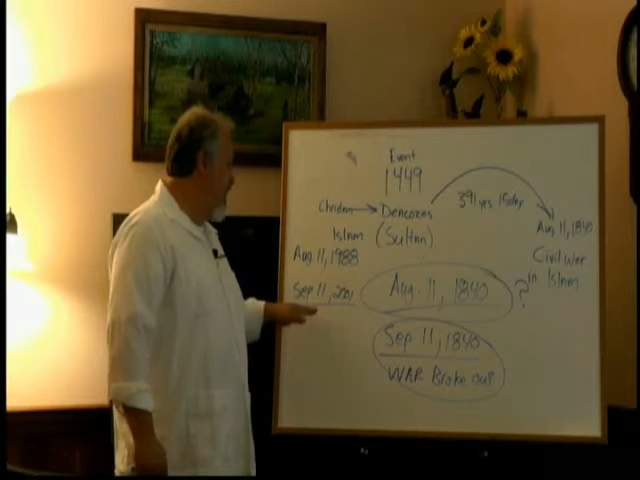 Event
1449
Christian → Deacozes
391 yrs 15 day
Islam (Sultan)
Aug 11, 1840
Civil War
in Islam
Aug 11, 1988
Sep 11, 2001
Aug. 11, 1840
?
Sep 11, 1840
WAR Broke out